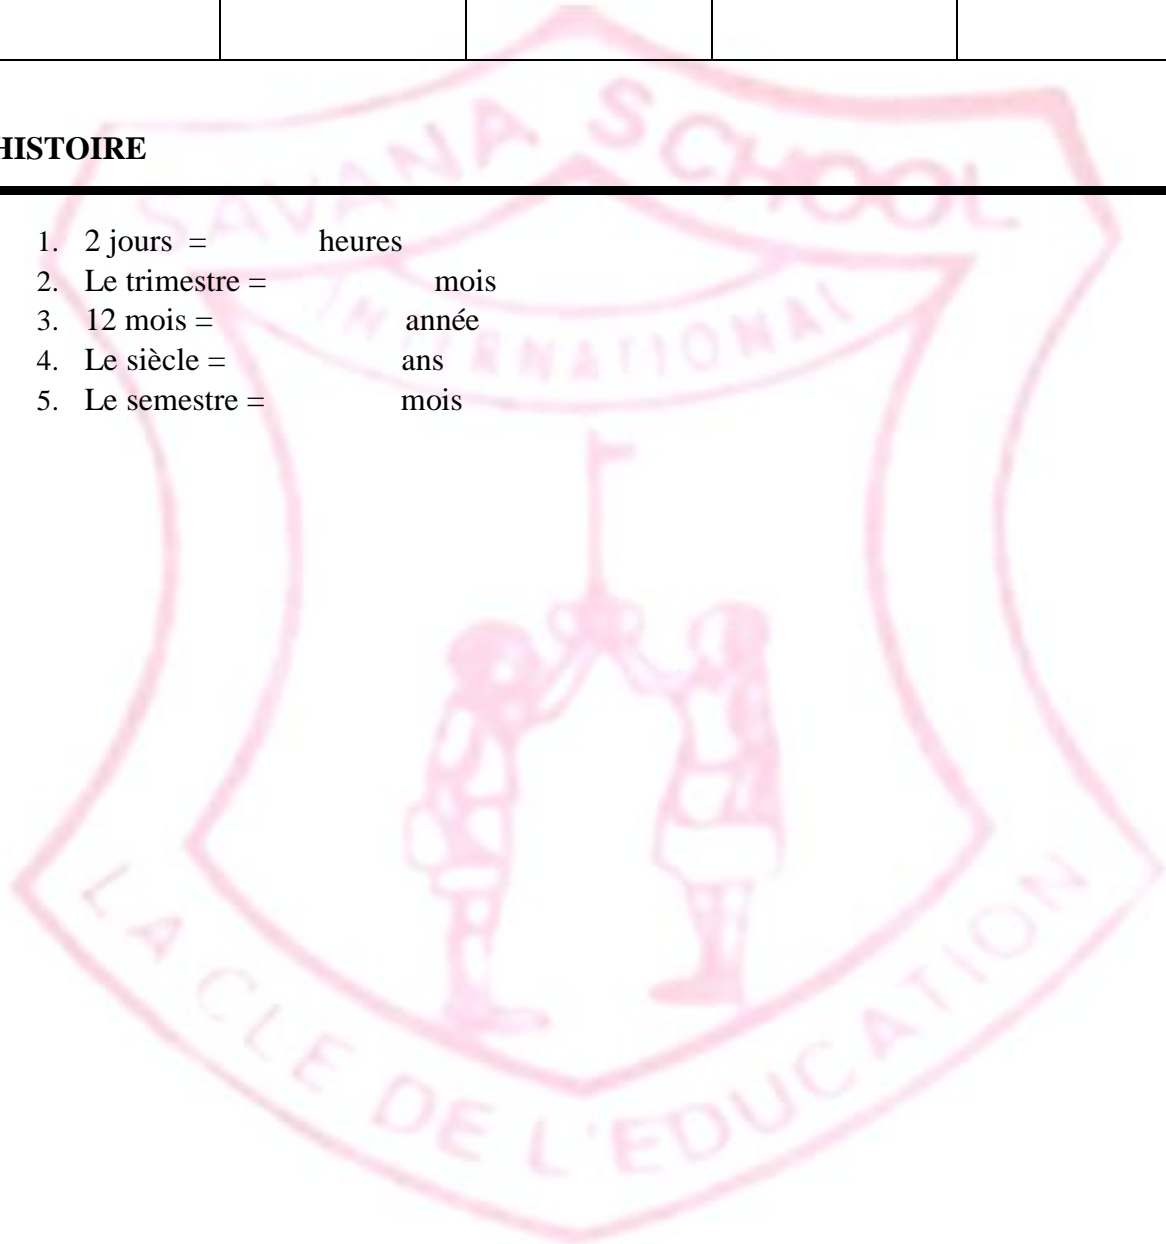 HISTOIRE
1. 2 jours = heures
2. Le trimestre = mois
3. 12 mois = année
4. Le siècle = ans
5. Le semestre = mois
SAVANA SCHOOL
INTERNATIONAL
LA CLE DE L'EDUCATION